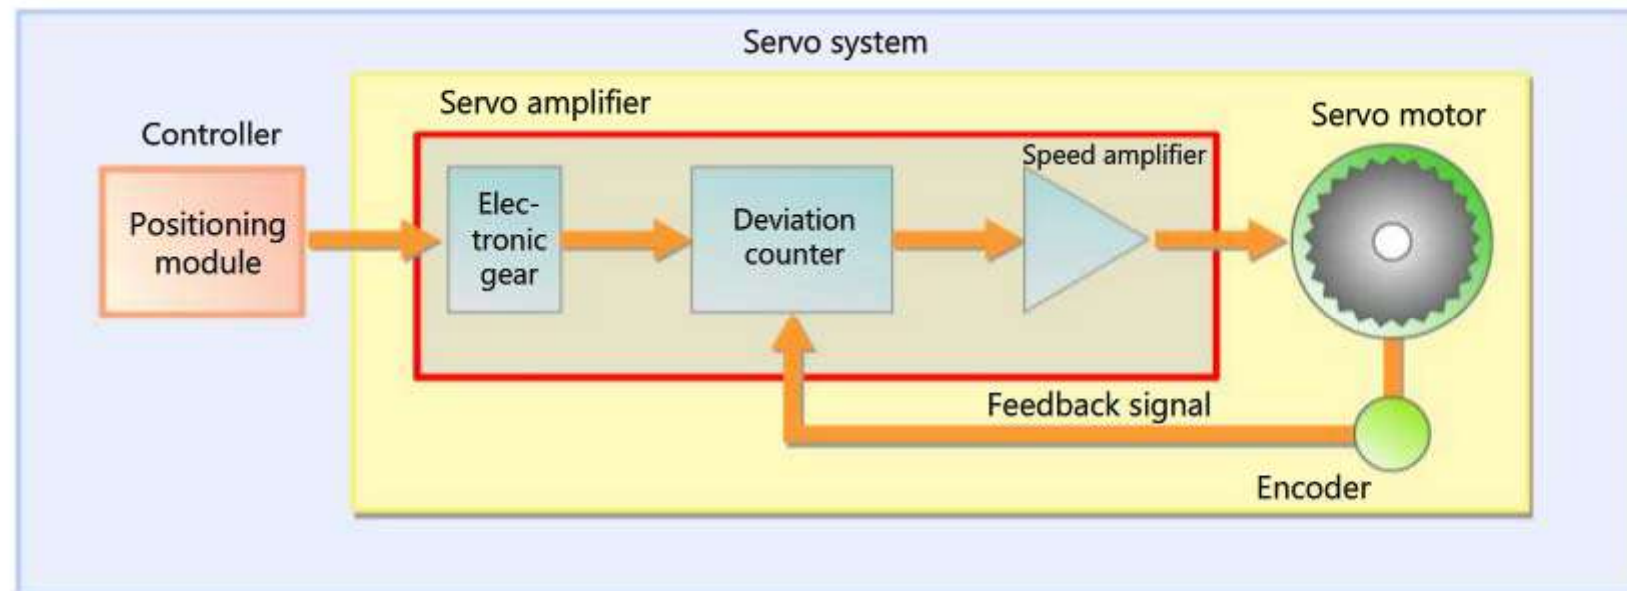 Servo system
Servo amplifier
Servo motor
Controller
Speed amplifier
Positioning
module
Elec-
tronic
gear
Deviation
counter
Feedback signal
Encoder